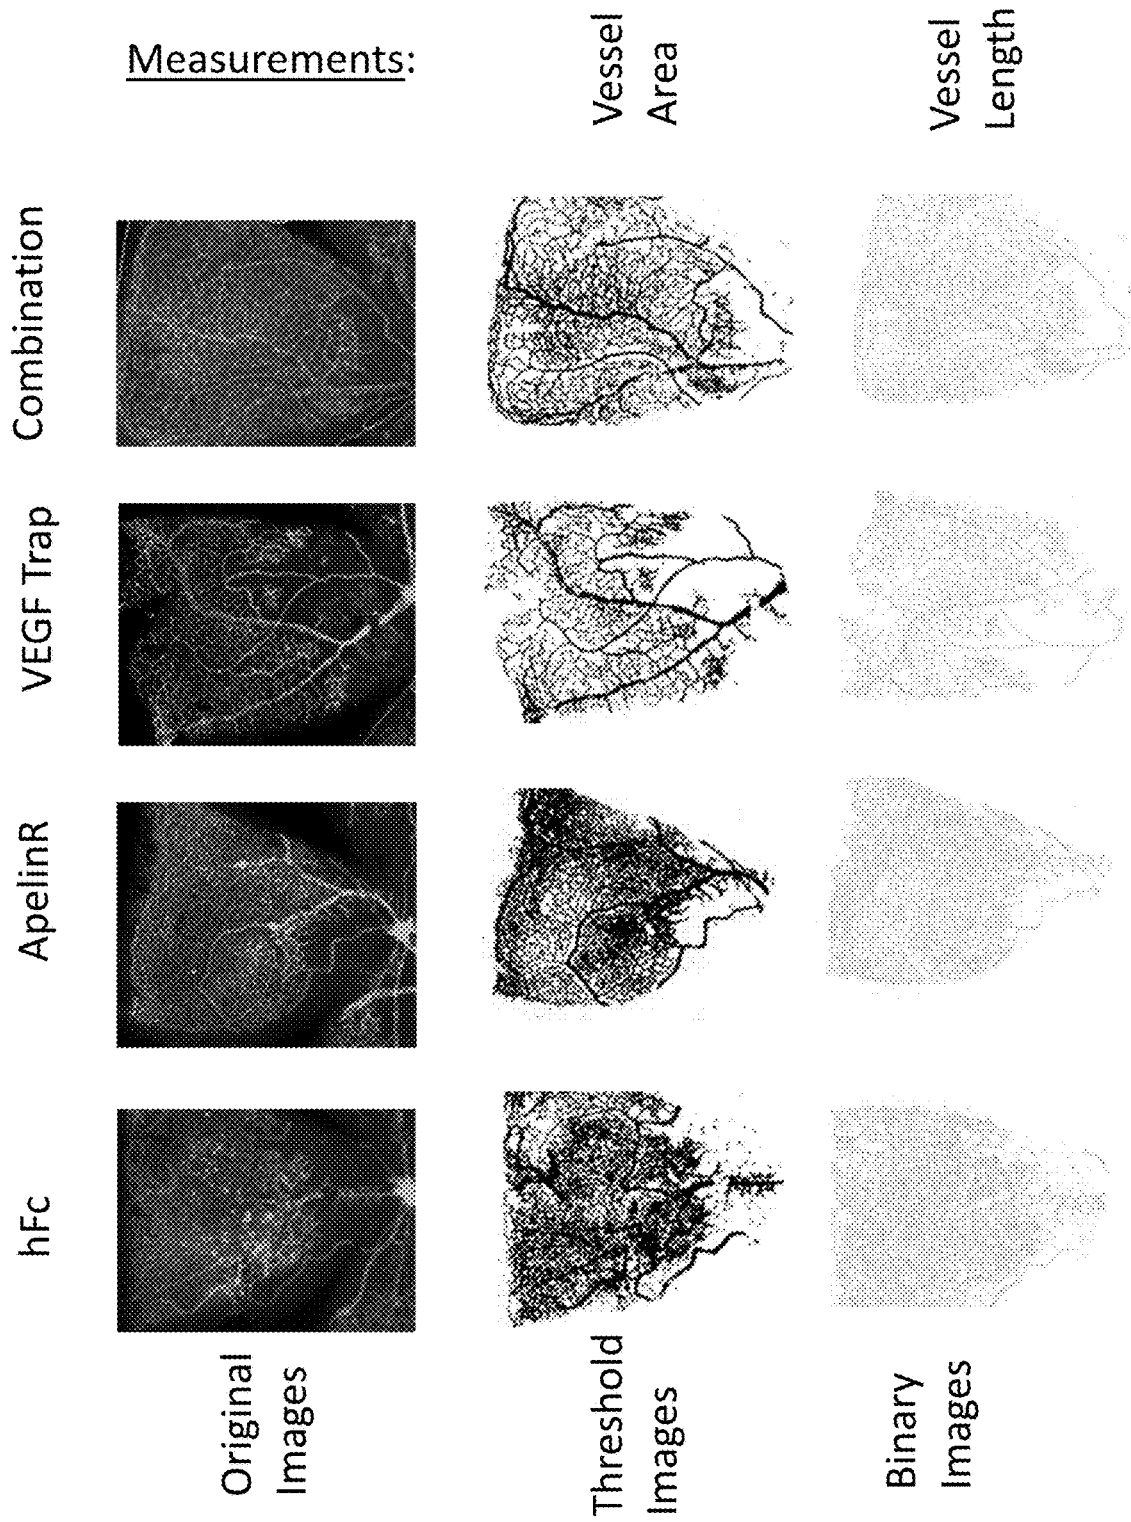 Measurements:
Combination
VEGF Trap
ApelinR
hFc
Vessel
Area
Vessel
Length
Original
Images
Threshold
Images
Binary
Images